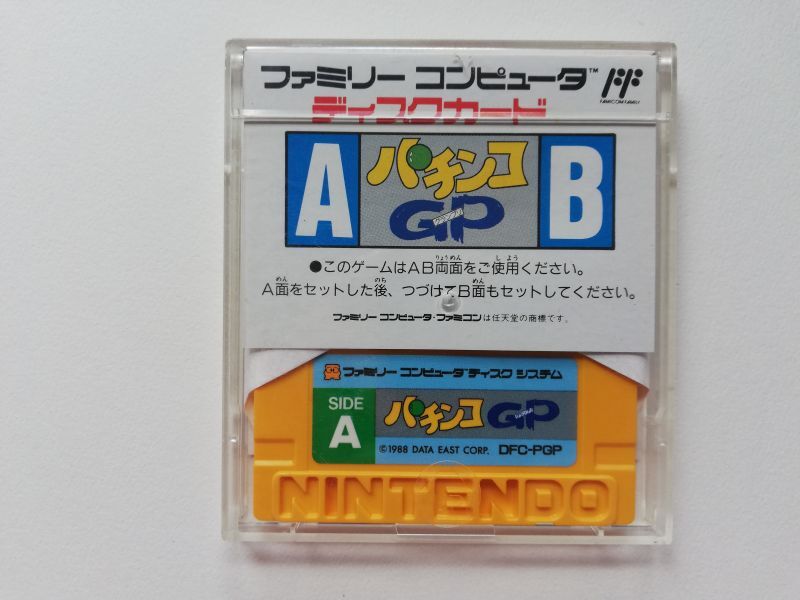 ファミリー コンピュータ™
FAMICOM FAMILY
ディスクカード
A パチンコ GP B
●このゲームはAB両面をご使用ください。
A面をセットした後、つづけてB面もセットしてください。
ファミリー コンピュータ・ファミコンは任天堂の商標です。
ファミリー コンピュータ ディスク システム
SIDE A パチンコ GP
©1988 DATA EAST CORP. DFC-PGP
NINTENDO